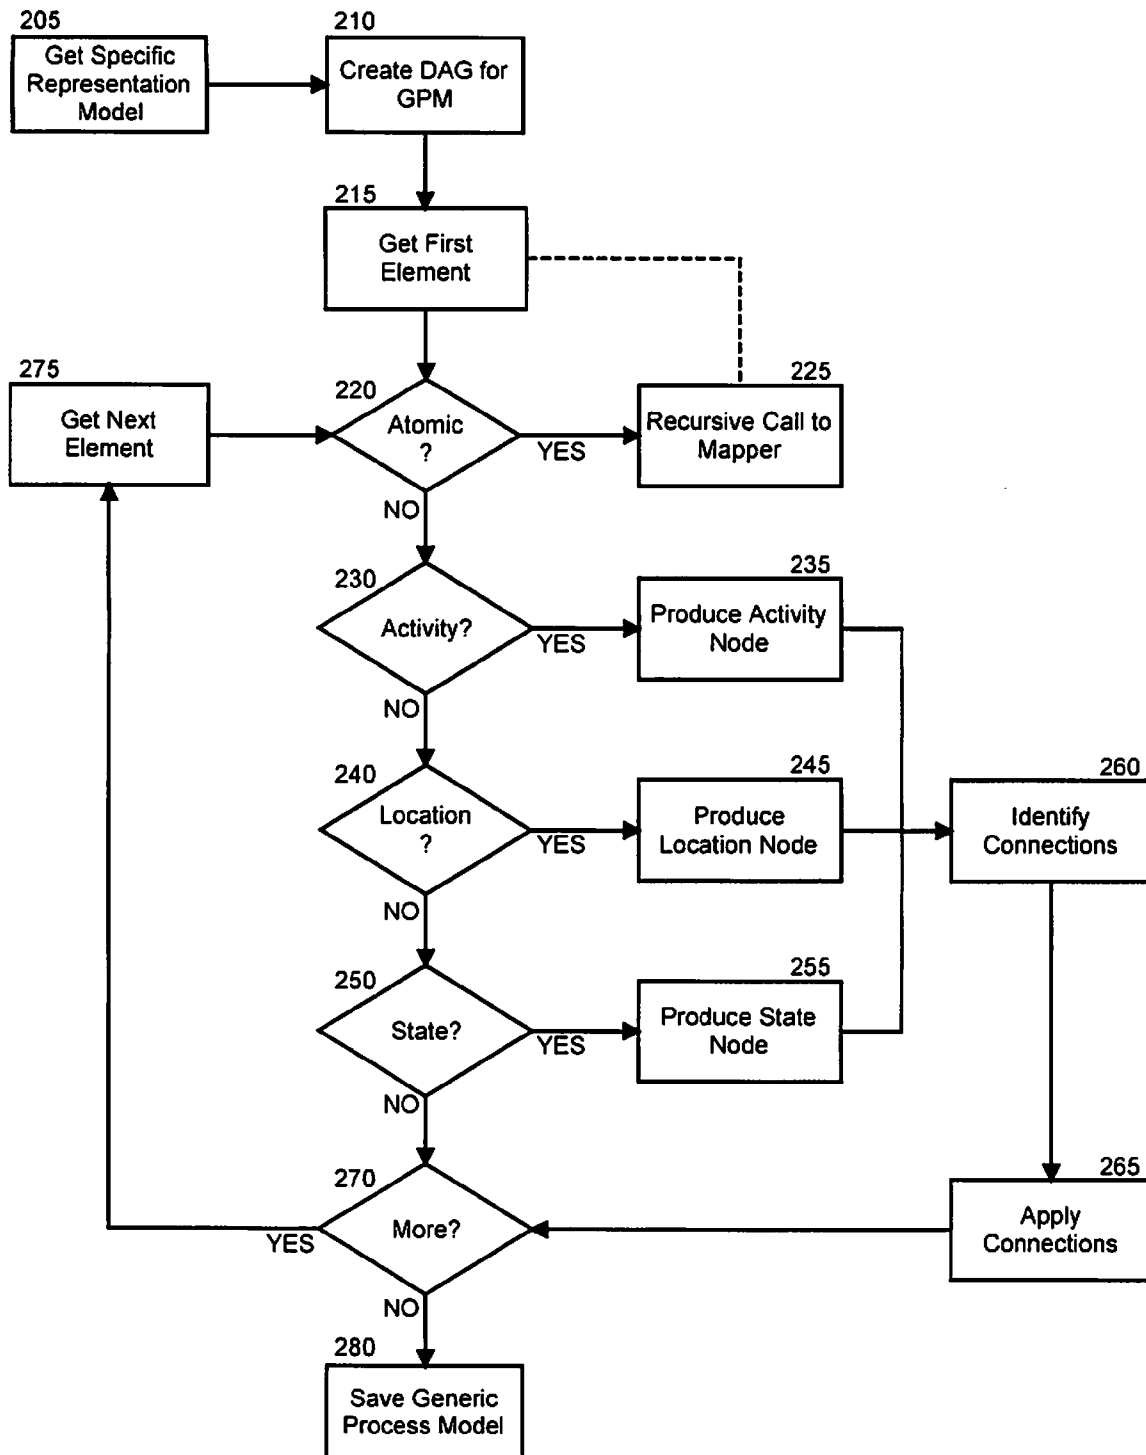 205
Get Specific
Representation
Model
210
Create DAG for
GPM
215
Get First
Element
275
Get Next
Element
220
Atomic
?
YES
NO
225
Recursive Call to
Mapper
230
Activity?
YES
NO
235
Produce Activity
Node
240
Location
?
YES
NO
245
Produce
Location Node
260
Identify
Connections
250
State?
YES
NO
255
Produce State
Node
270
More?
YES
NO
265
Apply
Connections
280
Save Generic
Process Model